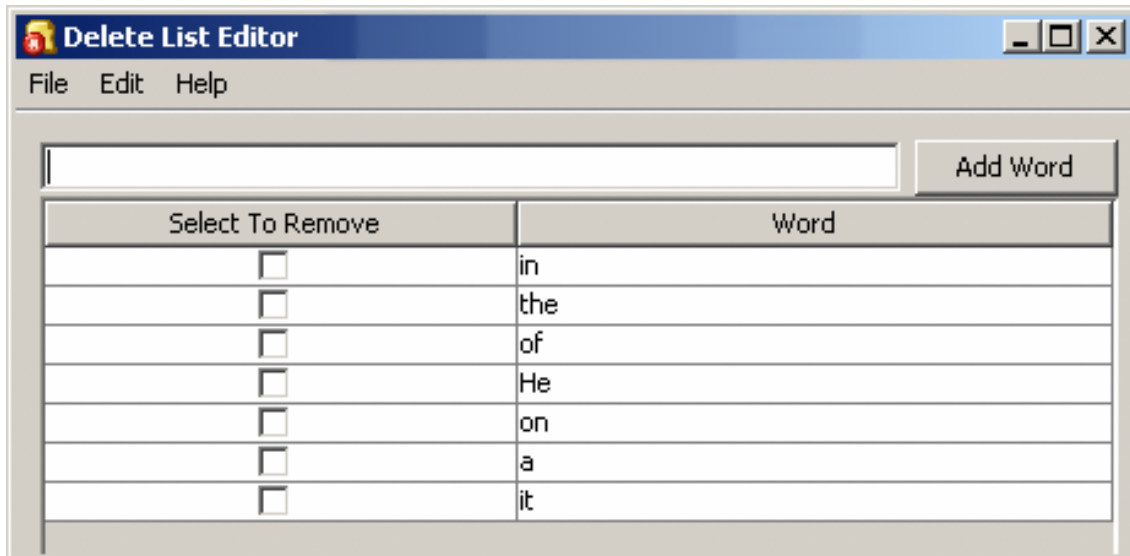 Delete List Editor
File Edit Help
Add Word
Select To Remove Word
in
the
of
He
on
a
it